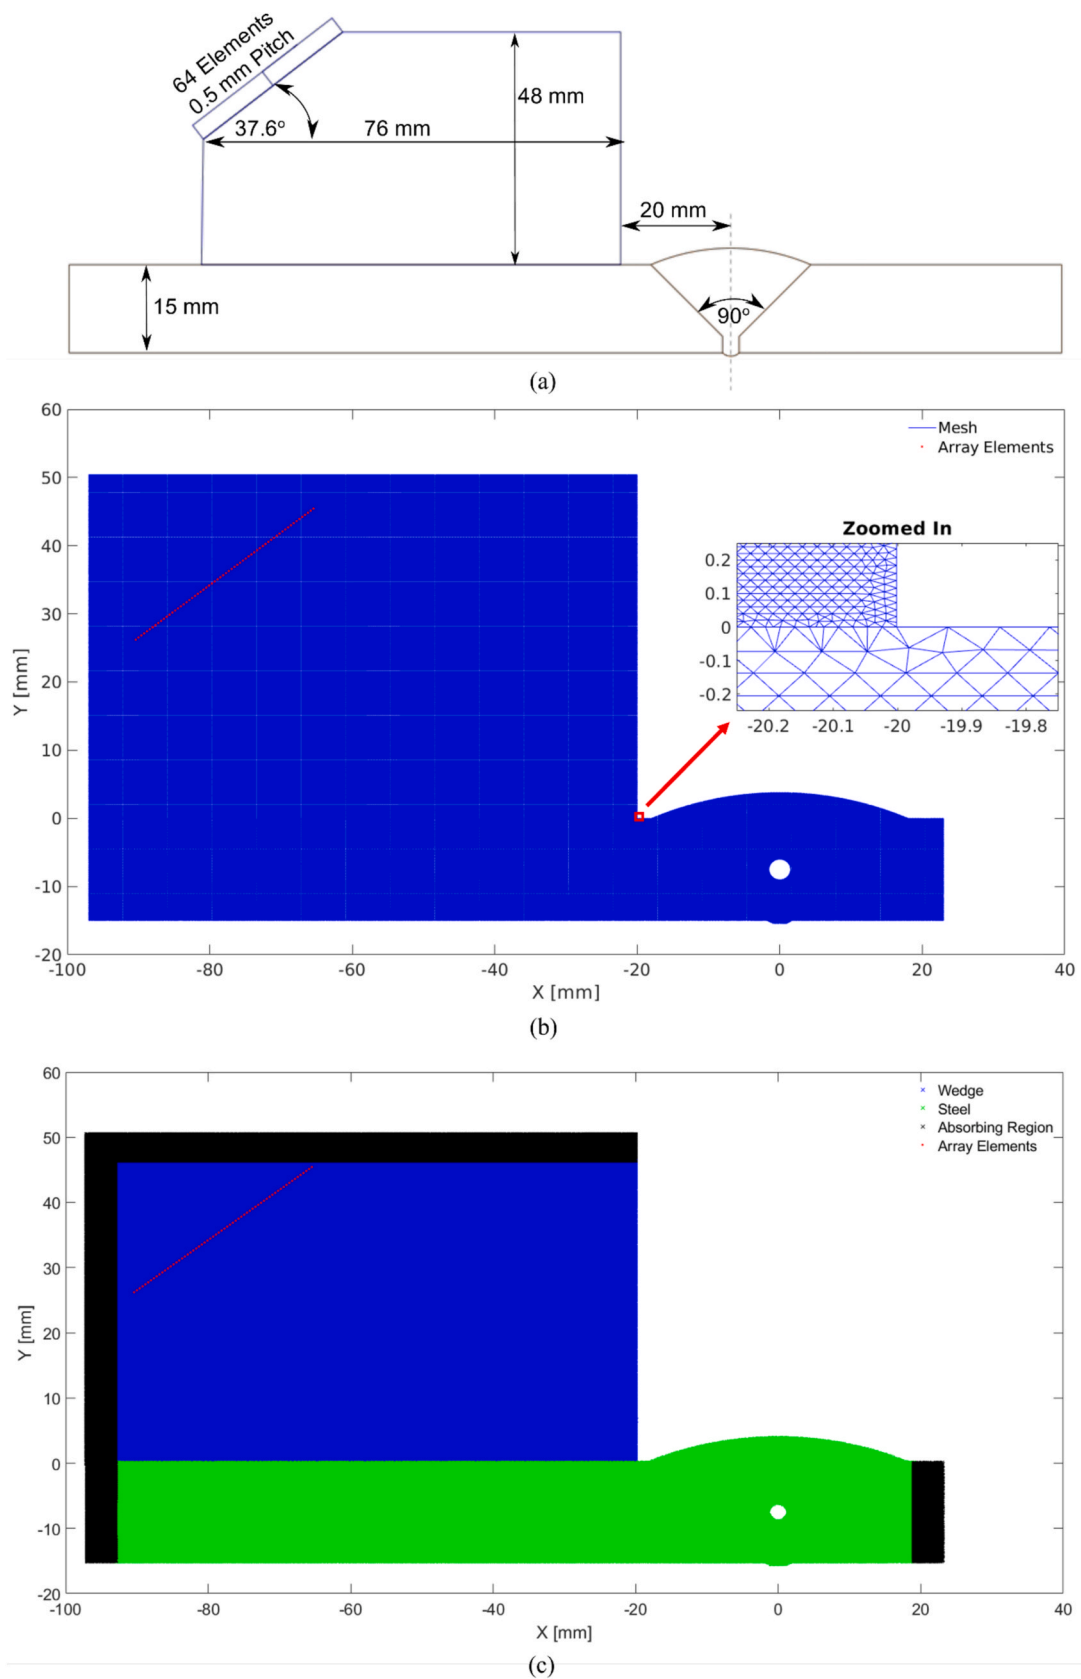 64 Elements
0.5 mm Pitch
37.6°
76 mm
48 mm
20 mm
15 mm
90°
(a)
60
50
40
30
20
10
0
-10
-20
Y [mm]
-100
-80
-60
-40
-20
0
20
40
X [mm]
Mesh
Array Elements
Zoomed In
0.2
0.1
0
-0.1
-0.2
-20.2
-20.1
-20
-19.9
-19.8
(b)
60
50
40
30
20
10
0
-10
-20
Y [mm]
-100
-80
-60
-40
-20
0
20
40
X [mm]
Wedge
Steel
Absorbing Region
Array Elements
(c)